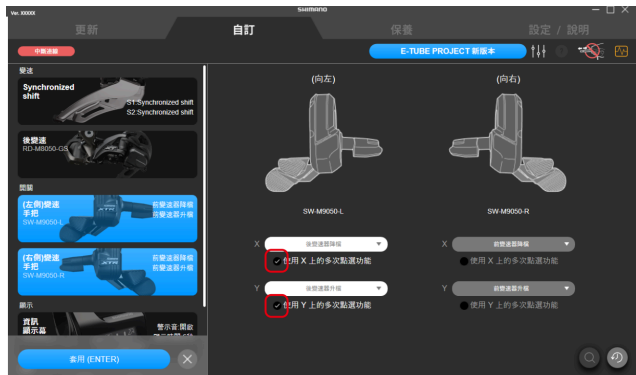 Ver. XXXXX
SHIMANO
更新
自訂
保養
設定 / 說明
中斷連線
E-TUBE PROJECT 新版本
變速
Synchronized
shift
S1:Synchronized shift
S2:Synchronized shift
後變速
RD-M8050-GS
開關
(左側)變速
手把
SW-M9050-L
前變速器降檔
前變速器升檔
(右側)變速
手把
SW-M9050-R
後變速器降檔
後變速器升檔
顯示
資訊
顯示幕
警示音:開啟
套用 (ENTER)
(向左)
(向右)
SW-M9050-L
SW-M9050-R
X
後變速器降檔
使用 X 上的多次點選功能
Y
後變速器升檔
使用 Y 上的多次點選功能
X
前變速器降檔
使用 X 上的多次點選功能
Y
前變速器升檔
使用 Y 上的多次點選功能